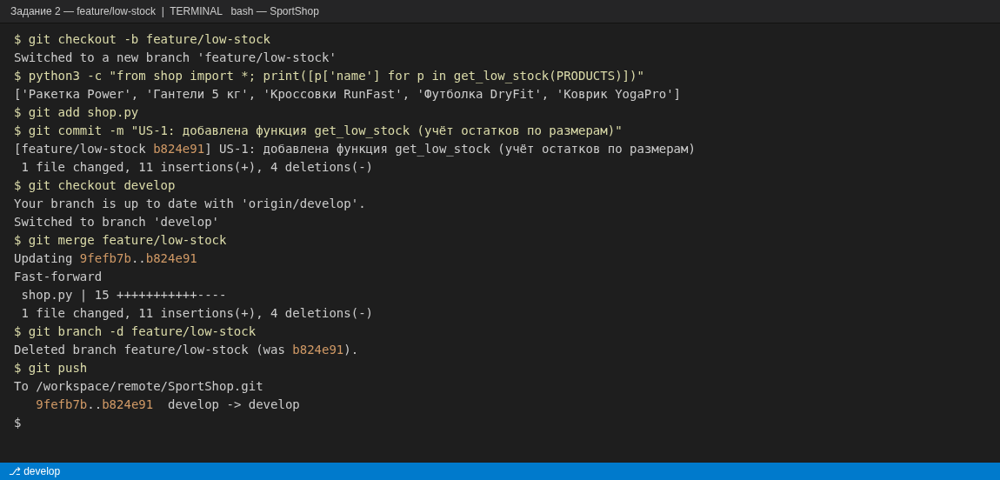 Задание 2 — feature/low-stock | TERMINAL bash — SportShop
$ git checkout -b feature/low-stock
Switched to a new branch 'feature/low-stock'
$ python3 -c "from shop import *; print([p['name'] for p in get_low_stock(PRODUCTS)])"
['Ракетка Power', 'Гантели 5 кг', 'Кроссовки RunFast', 'Футболка DryFit', 'Коврик YogaPro']
$ git add shop.py
$ git commit -m "US-1: добавлена функция get_low_stock (учёт остатков по размерам)"
[feature/low-stock b824e91] US-1: добавлена функция get_low_stock (учёт остатков по размерам)
 1 file changed, 11 insertions(+), 4 deletions(-)
$ git checkout develop
Your branch is up to date with 'origin/develop'.
Switched to branch 'develop'
$ git merge feature/low-stock
Updating 9fefb7b..b824e91
Fast-forward
 shop.py | 15 +++++++++++----
 1 file changed, 11 insertions(+), 4 deletions(-)
$ git branch -d feature/low-stock
Deleted branch feature/low-stock (was b824e91).
$ git push
To /workspace/remote/SportShop.git
   9fefb7b..b824e91  develop -> develop
$
⎇ develop